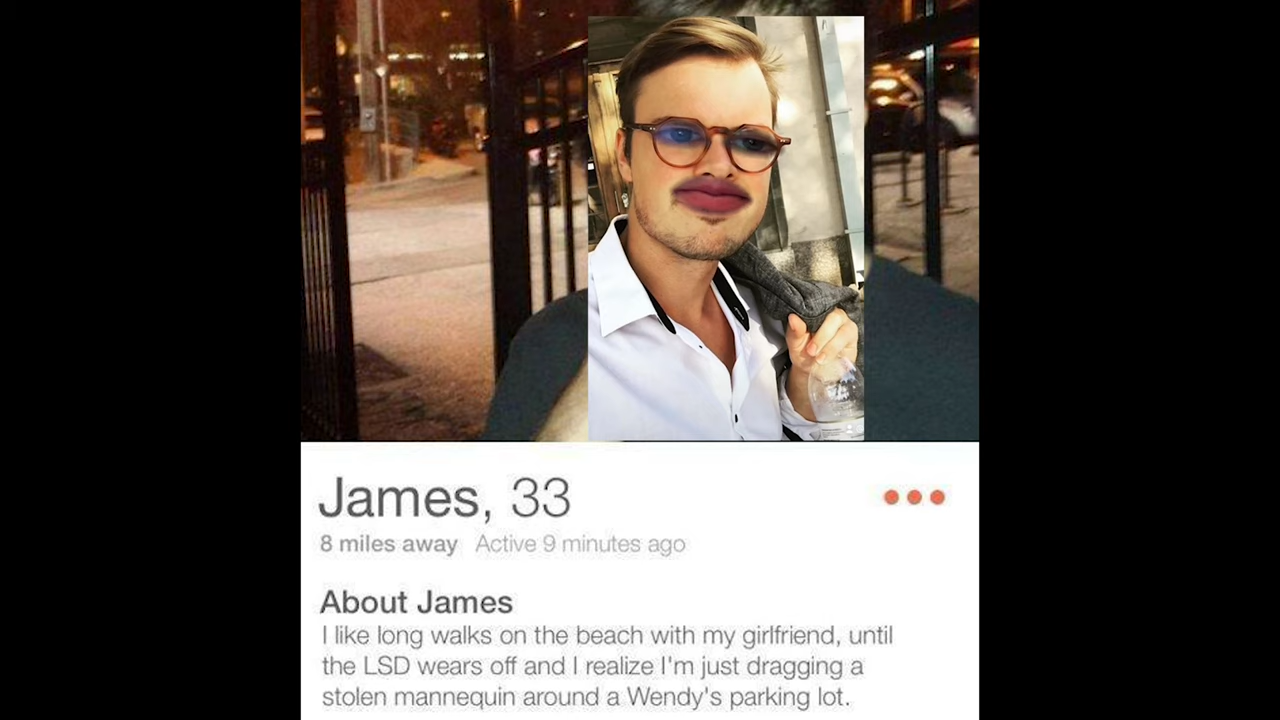 James, 33
8 miles away Active 9 minutes ago
About James
I like long walks on the beach with my girlfriend, until
the LSD wears off and I realize I'm just dragging a
stolen mannequin around a Wendy's parking lot.